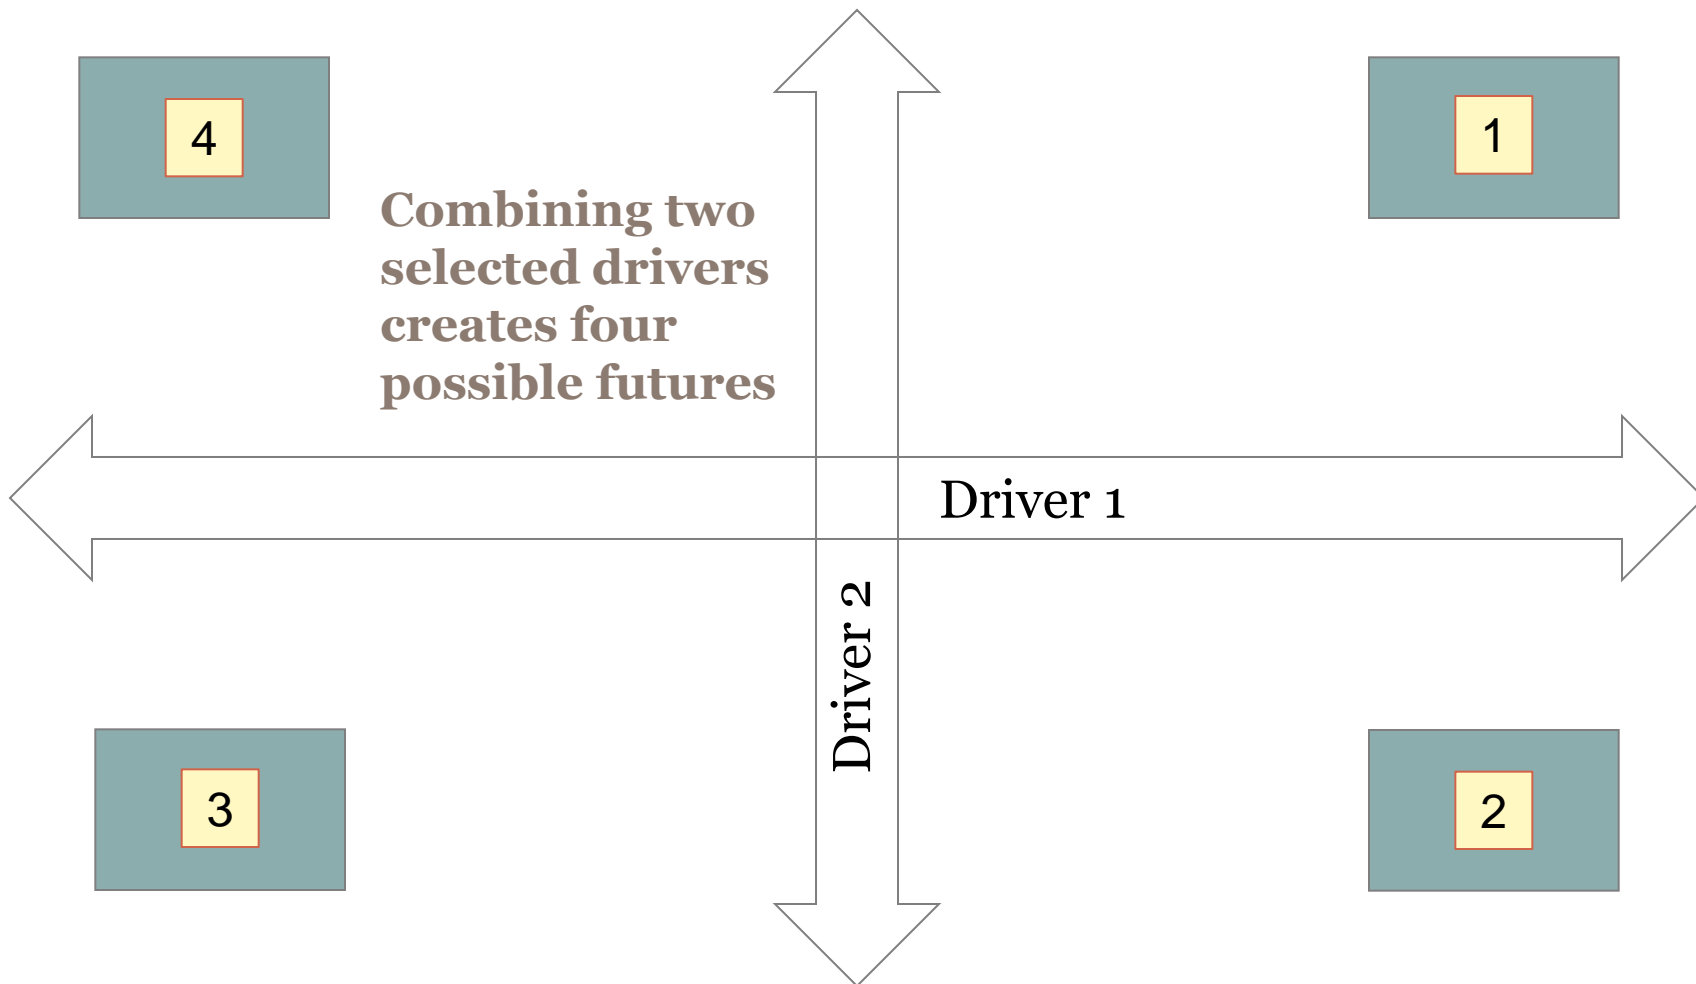 4
1
Combining two
selected drivers
creates four
possible futures
Driver 1
Driver 2
3
2